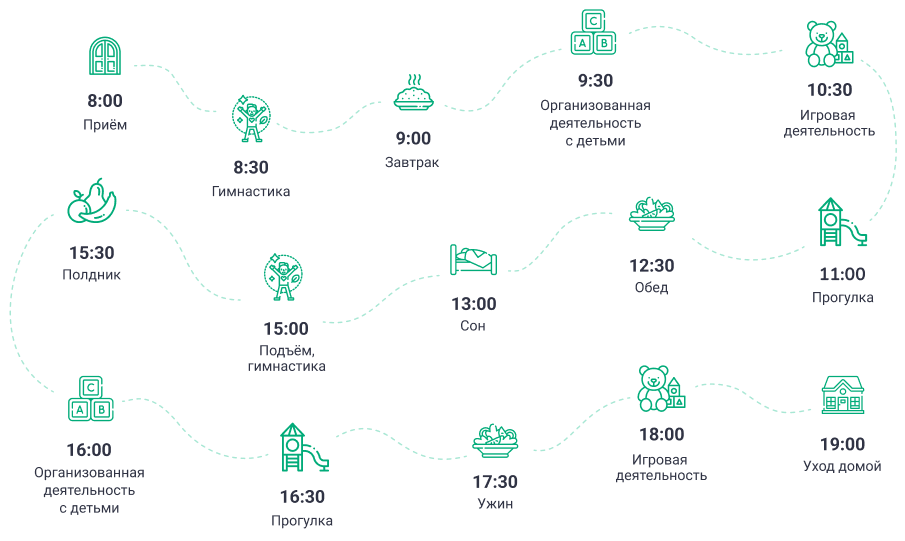 8:00
Приём
8:30
Гимнастика
9:00
Завтрак
C
A B
9:30
Организованная
деятельность
с детьми
10:30
Игровая
деятельность
11:00
Прогулка
12:30
Обед
13:00
Сон
15:00
Подъём,
гимнастика
15:30
Полдник
C
A B
16:00
Организованная
деятельность
с детьми
16:30
Прогулка
17:30
Ужин
18:00
Игровая
деятельность
19:00
Уход домой